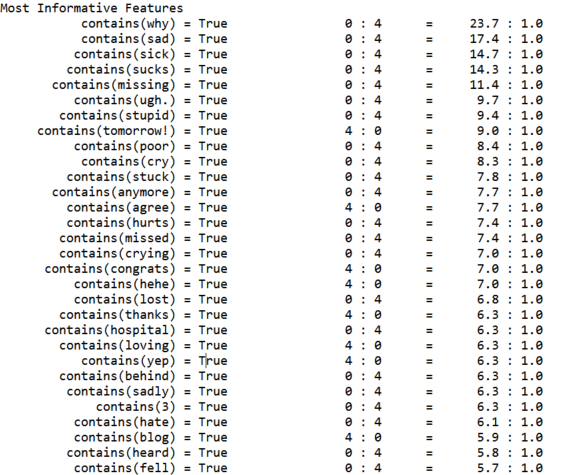 Most Informative Features
contains(why) = True 0 : 4 = 23.7 : 1.0
contains(sad) = True 0 : 4 = 17.4 : 1.0
contains(sick) = True 0 : 4 = 14.7 : 1.0
contains(sucks) = True 0 : 4 = 14.3 : 1.0
contains(missing) = True 0 : 4 = 11.4 : 1.0
contains(ugh.) = True 0 : 4 = 9.7 : 1.0
contains(stupid) = True 0 : 4 = 9.4 : 1.0
contains(tomorrow!) = True 4 : 0 = 9.0 : 1.0
contains(poor) = True 0 : 4 = 8.4 : 1.0
contains(cry) = True 0 : 4 = 8.3 : 1.0
contains(stuck) = True 0 : 4 = 7.8 : 1.0
contains(anymore) = True 0 : 4 = 7.7 : 1.0
contains(agree) = True 4 : 0 = 7.7 : 1.0
contains(hurts) = True 0 : 4 = 7.4 : 1.0
contains(missed) = True 0 : 4 = 7.4 : 1.0
contains(crying) = True 0 : 4 = 7.0 : 1.0
contains(congrats) = True 4 : 0 = 7.0 : 1.0
contains(hehe) = True 4 : 0 = 7.0 : 1.0
contains(lost) = True 0 : 4 = 6.8 : 1.0
contains(thanks) = True 4 : 0 = 6.3 : 1.0
contains(hospital) = True 0 : 4 = 6.3 : 1.0
contains(loving) = True 4 : 0 = 6.3 : 1.0
contains(yep) = True 4 : 0 = 6.3 : 1.0
contains(behind) = True 0 : 4 = 6.3 : 1.0
contains(sadly) = True 0 : 4 = 6.3 : 1.0
contains(3) = True 0 : 4 = 6.3 : 1.0
contains(hate) = True 0 : 4 = 6.1 : 1.0
contains(blog) = True 4 : 0 = 5.9 : 1.0
contains(heard) = True 0 : 4 = 5.8 : 1.0
contains(fell) = True 0 : 4 = 5.7 : 1.0